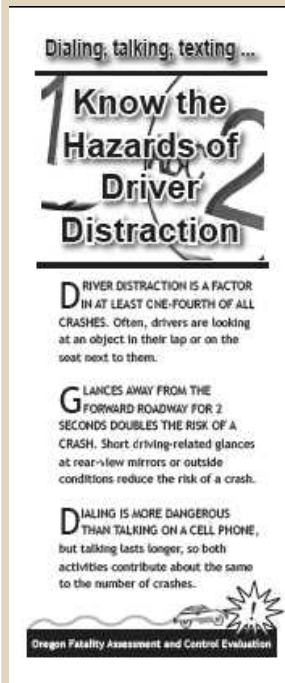 Dialing, talking, texting ...
1 2
ABC
Know the
Hazards of
Driver
Distraction
DRIVER DISTRACTION IS A FACTOR
IN AT LEAST ONE-FOURTH OF ALL
CRASHES. Often, drivers are looking
at an object in their lap or on the
seat next to them.
GLANCES AWAY FROM THE
FORWARD ROADWAY FOR 2
SECONDS DOUBLES THE RISK OF A
CRASH. Short driving-related glances
at rear-view mirrors or outside
conditions reduce the risk of a crash.
DIALING IS MORE DANGEROUS
THAN TALKING ON A CELL PHONE,
but talking lasts longer, so both
activities contribute about the same
to the number of crashes.
!
Oregon Fatality Assessment and Control Evaluation